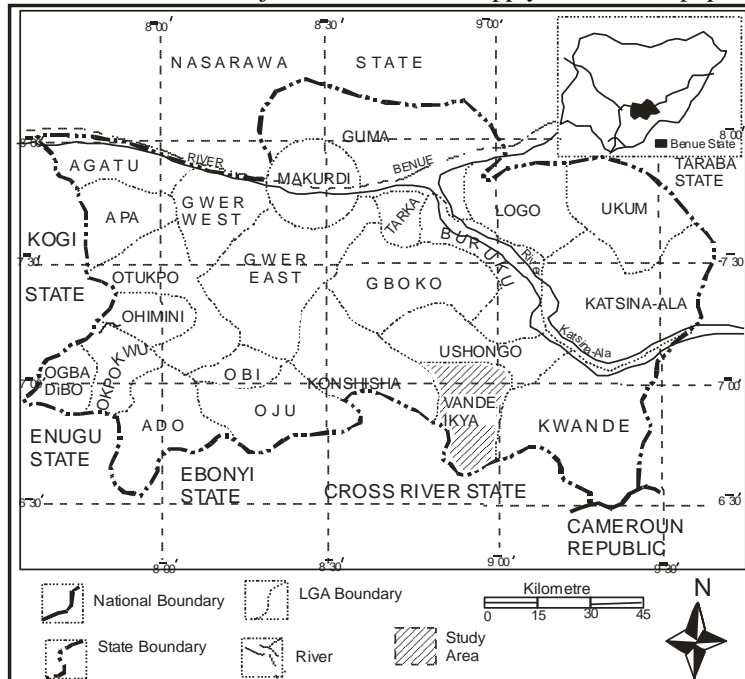 8°00'
8°30'
9°00'
NASARAWA STATE
8°00'
Benue State
TARABA
STATE
GUMA
AGATU
RIVER
BENUE
MAKURDI
GWER
WEST
APA
TARKA
LOGO
UKUM
KOGI
STATE
7°30'
BURUKU
River
7°30'
GWER
EAST
OTUKPO
GBOKO
KATSINA-ALA
OHIMINI
Katsina-Ala
USHONGO
OKPOKWU
OGBA
DiBO
7°00'
OBI
KONSHISHA
7°00'
OJU
VANDE
IKYA
ADO
KWANDE
ENUGU
STATE
EBONYI
STATE
CROSS RIVER STATE
6°30'
6°30'
CAMEROUN
REPUBLIC
8°00'
8°30'
9°00'
9°30'
National Boundary
LGA Boundary
Kilometre
0 15 30 45
N
State Boundary
River
Study
Area